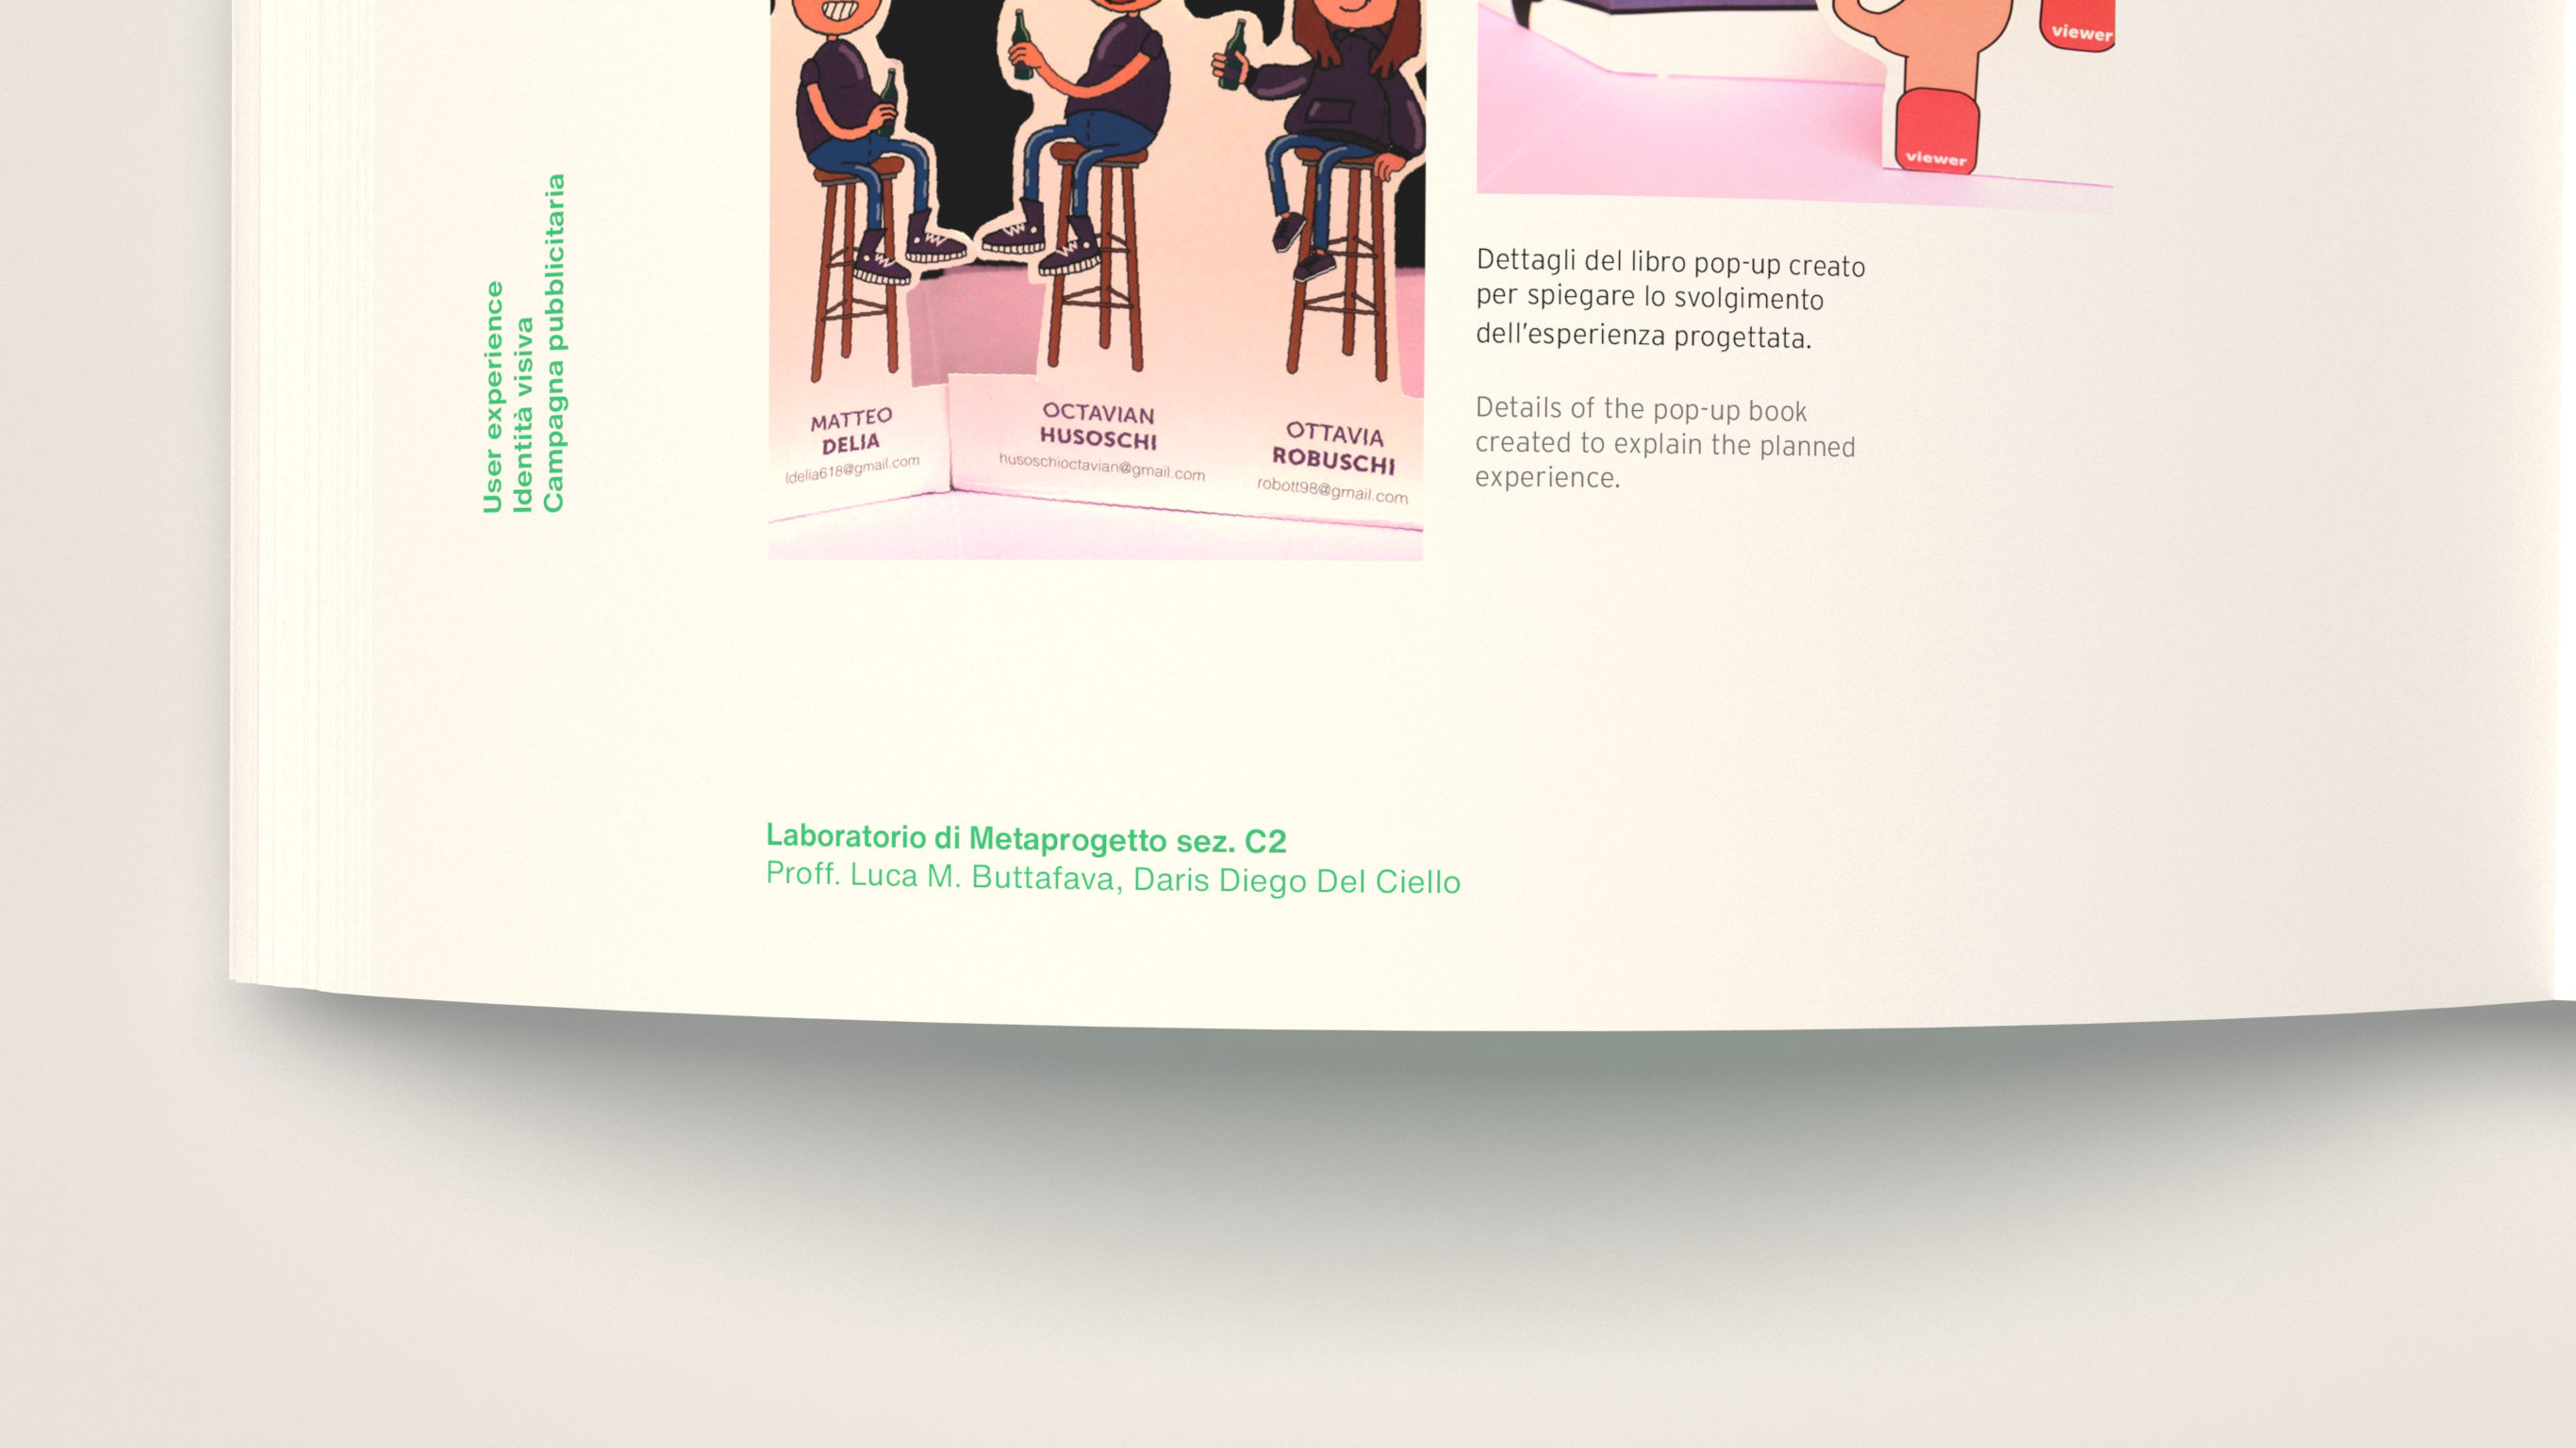 viewer
viewer
User experience
Identità visiva
Campagna pubblicitaria
MATTEO
DELIA
ldelia618@gmail.com
OCTAVIAN
HUSOSCHI
husoschioctavian@gmail.com
OTTAVIA
ROBUSCHI
robott98@gmail.com
Dettagli del libro pop-up creato
per spiegare lo svolgimento
dell'esperienza progettata.
Details of the pop-up book
created to explain the planned
experience.
Laboratorio di Metaprogetto sez. C2
Proff. Luca M. Buttafava, Daris Diego Del Ciello